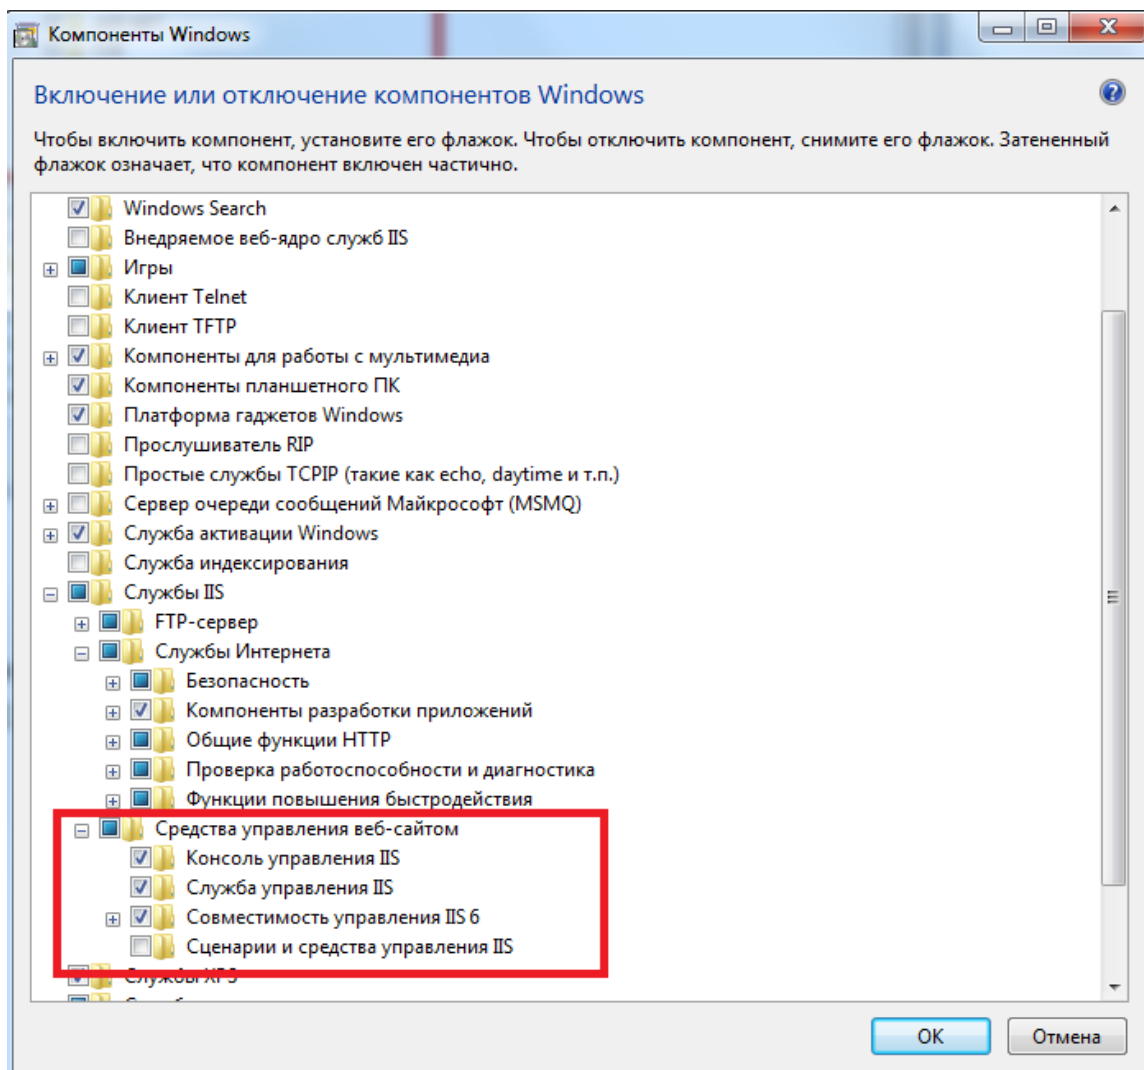 Компоненты Windows
Включение или отключение компонентов Windows
Чтобы включить компонент, установите его флажок. Чтобы отключить компонент, снимите его флажок. Затененный
флажок означает, что компонент включен частично.
Windows Search
Внедряемое веб-ядро служб IIS
Игры
Клиент Telnet
Клиент TFTP
Компоненты для работы с мультимедиа
Компоненты планшетного ПК
Платформа гаджетов Windows
Прослушиватель RIP
Простые службы TCPIP (такие как echo, daytime и т.п.)
Сервер очереди сообщений Майкрософт (MSMQ)
Служба активации Windows
Служба индексирования
Службы IIS
FTP-сервер
Службы Интернета
Безопасность
Компоненты разработки приложений
Общие функции HTTP
Проверка работоспособности и диагностика
Функции повышения быстродействия
Средства управления веб-сайтом
Консоль управления IIS
Служба управления IIS
Совместимость управления IIS 6
Сценарии и средства управления IIS
Службы XPS
OK
Отмена